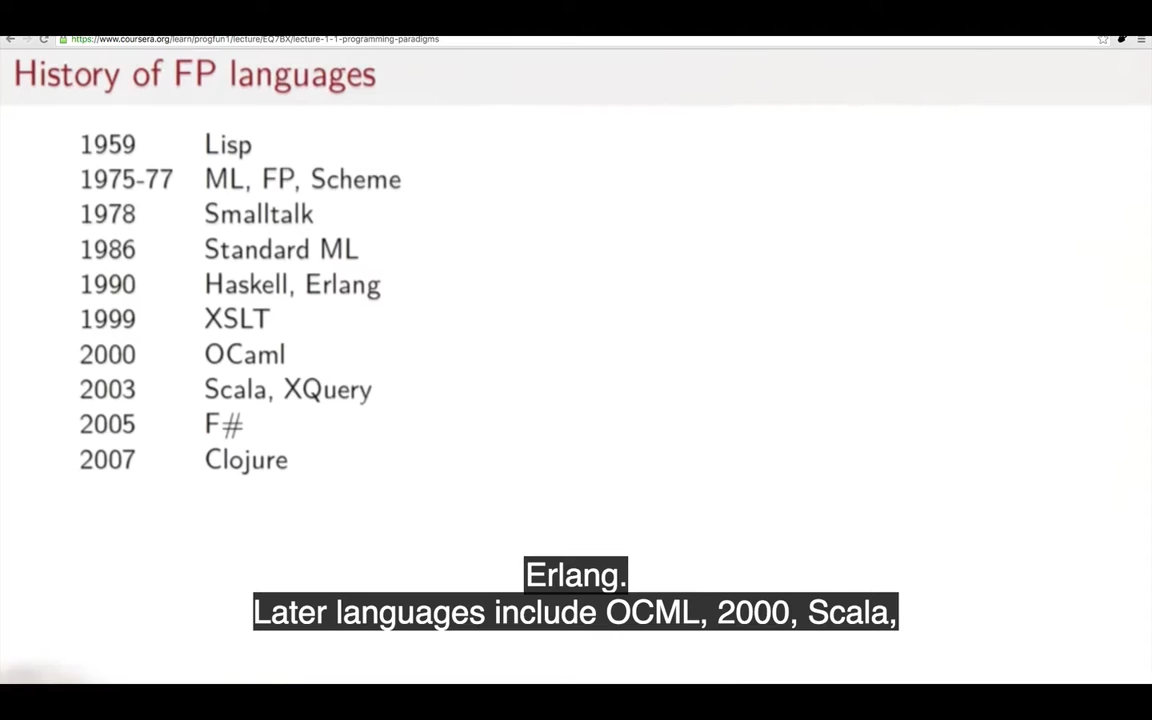 https://www.coursera.org/learn/progfun1/lecture/EQ7BX/lecture-1-1-programming-paradigms
History of FP languages
1959 Lisp
1975-77 ML, FP, Scheme
1978 Smalltalk
1986 Standard ML
1990 Haskell, Erlang
1999 XSLT
2000 OCaml
2003 Scala, XQuery
2005 F#
2007 Clojure
Erlang.
Later languages include OCML, 2000, Scala,